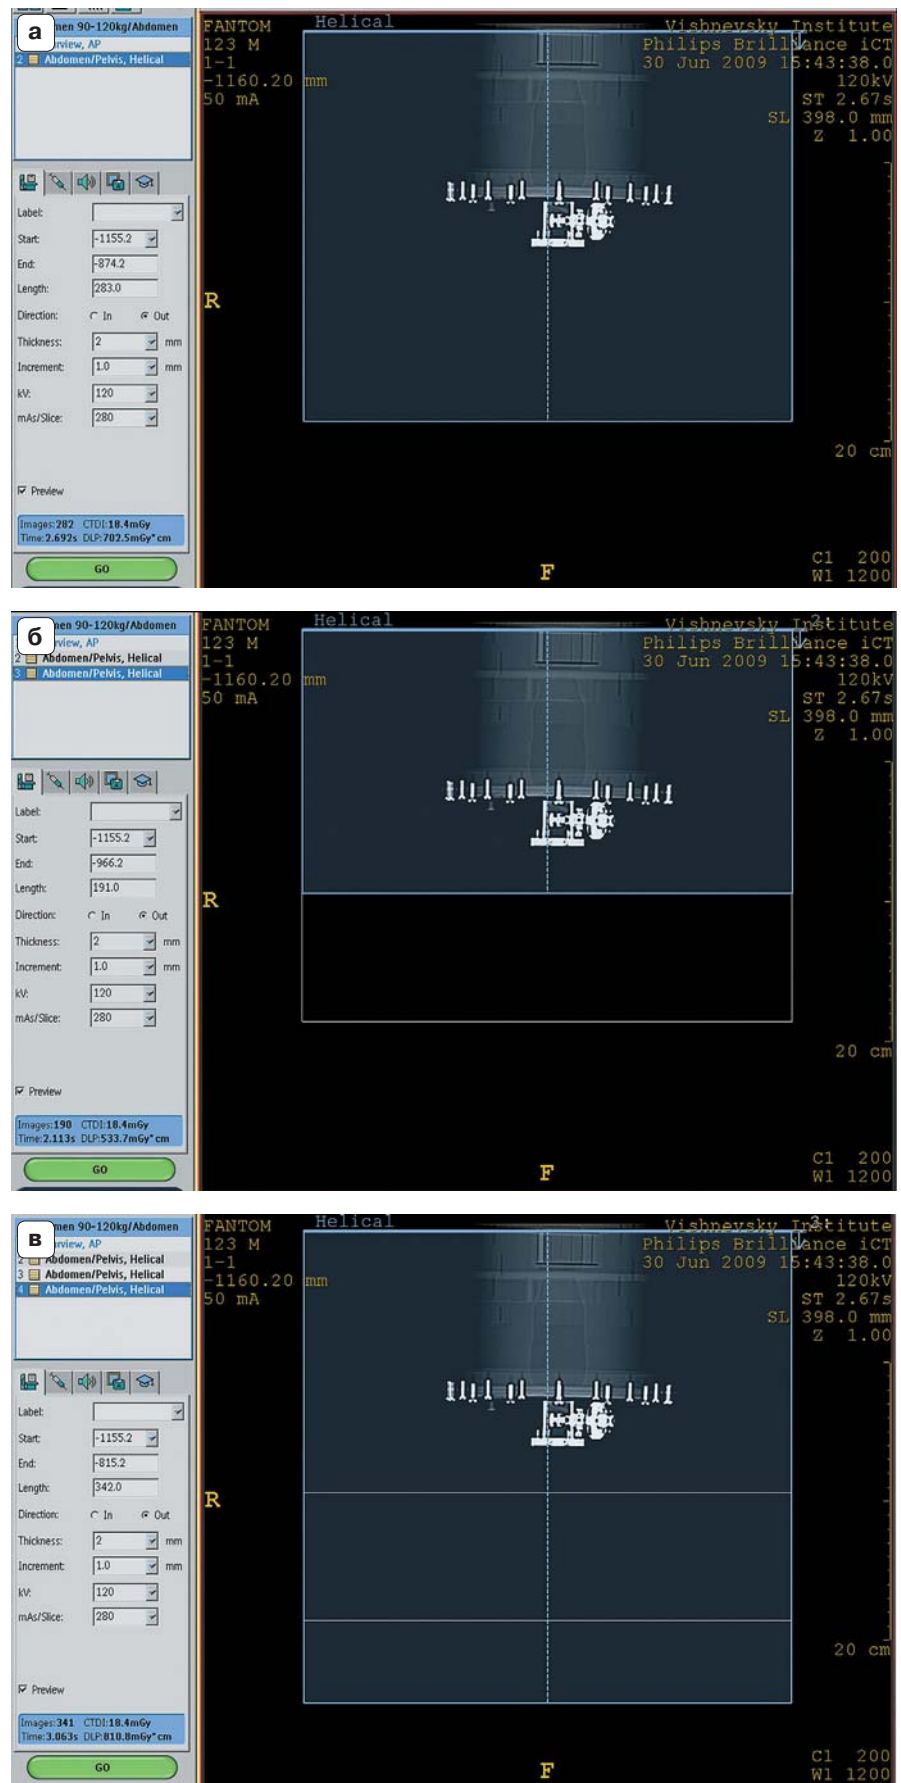 а
men 90-120kg/Abdomen
rview, AP
2 Abdomen/Pelvis, Helical
Label:
Start: -1155.2
End: -874.2
Length: 283.0
Direction: In Out
Thickness: 2 mm
Increment: 1.0 mm
kV: 120
mAs/Slice: 280
Preview
Images:282 CTDI:18.4mGy
Time:2.692s DLP:702.5mGy*cm
GO
FANTOM
123 M
1-1
-1160.20 mm
50 mA
Helical
Vishnevsky Institute
Philips Brilliance iCT
30 Jun 2009 15:43:38.0
120kV
ST 2.67s
SL 398.0 mm
Z 1.00
R
20 cm
F
C1 200
W1 1200
б
men 90-120kg/Abdomen
rview, AP
2 Abdomen/Pelvis, Helical
3 Abdomen/Pelvis, Helical
Label:
Start: -1155.2
End: -966.2
Length: 191.0
Direction: In Out
Thickness: 2 mm
Increment: 1.0 mm
kV: 120
mAs/Slice: 280
Preview
Images:190 CTDI:18.4mGy
Time:2.113s DLP:533.7mGy*cm
GO
FANTOM
123 M
1-1
-1160.20 mm
50 mA
Helical
2:
Vishnevsky Institute
Philips Brilliance iCT
30 Jun 2009 15:43:38.0
120kV
ST 2.67s
SL 398.0 mm
Z 1.00
R
20 cm
F
C1 200
W1 1200
в
men 90-120kg/Abdomen
rview, AP
2 Abdomen/Pelvis, Helical
3 Abdomen/Pelvis, Helical
4 Abdomen/Pelvis, Helical
Label:
Start: -1155.2
End: -815.2
Length: 342.0
Direction: In Out
Thickness: 2 mm
Increment: 1.0 mm
kV: 120
mAs/Slice: 280
Preview
Images:341 CTDI:18.4mGy
Time:3.063s DLP:810.8mGy*cm
GO
FANTOM
123 M
1-1
-1160.20 mm
50 mA
Helical
3:
Vishnevsky Institute
Philips Brilliance iCT
30 Jun 2009 15:43:38.0
120kV
ST 2.67s
SL 398.0 mm
Z 1.00
R
20 cm
F
C1 200
W1 1200